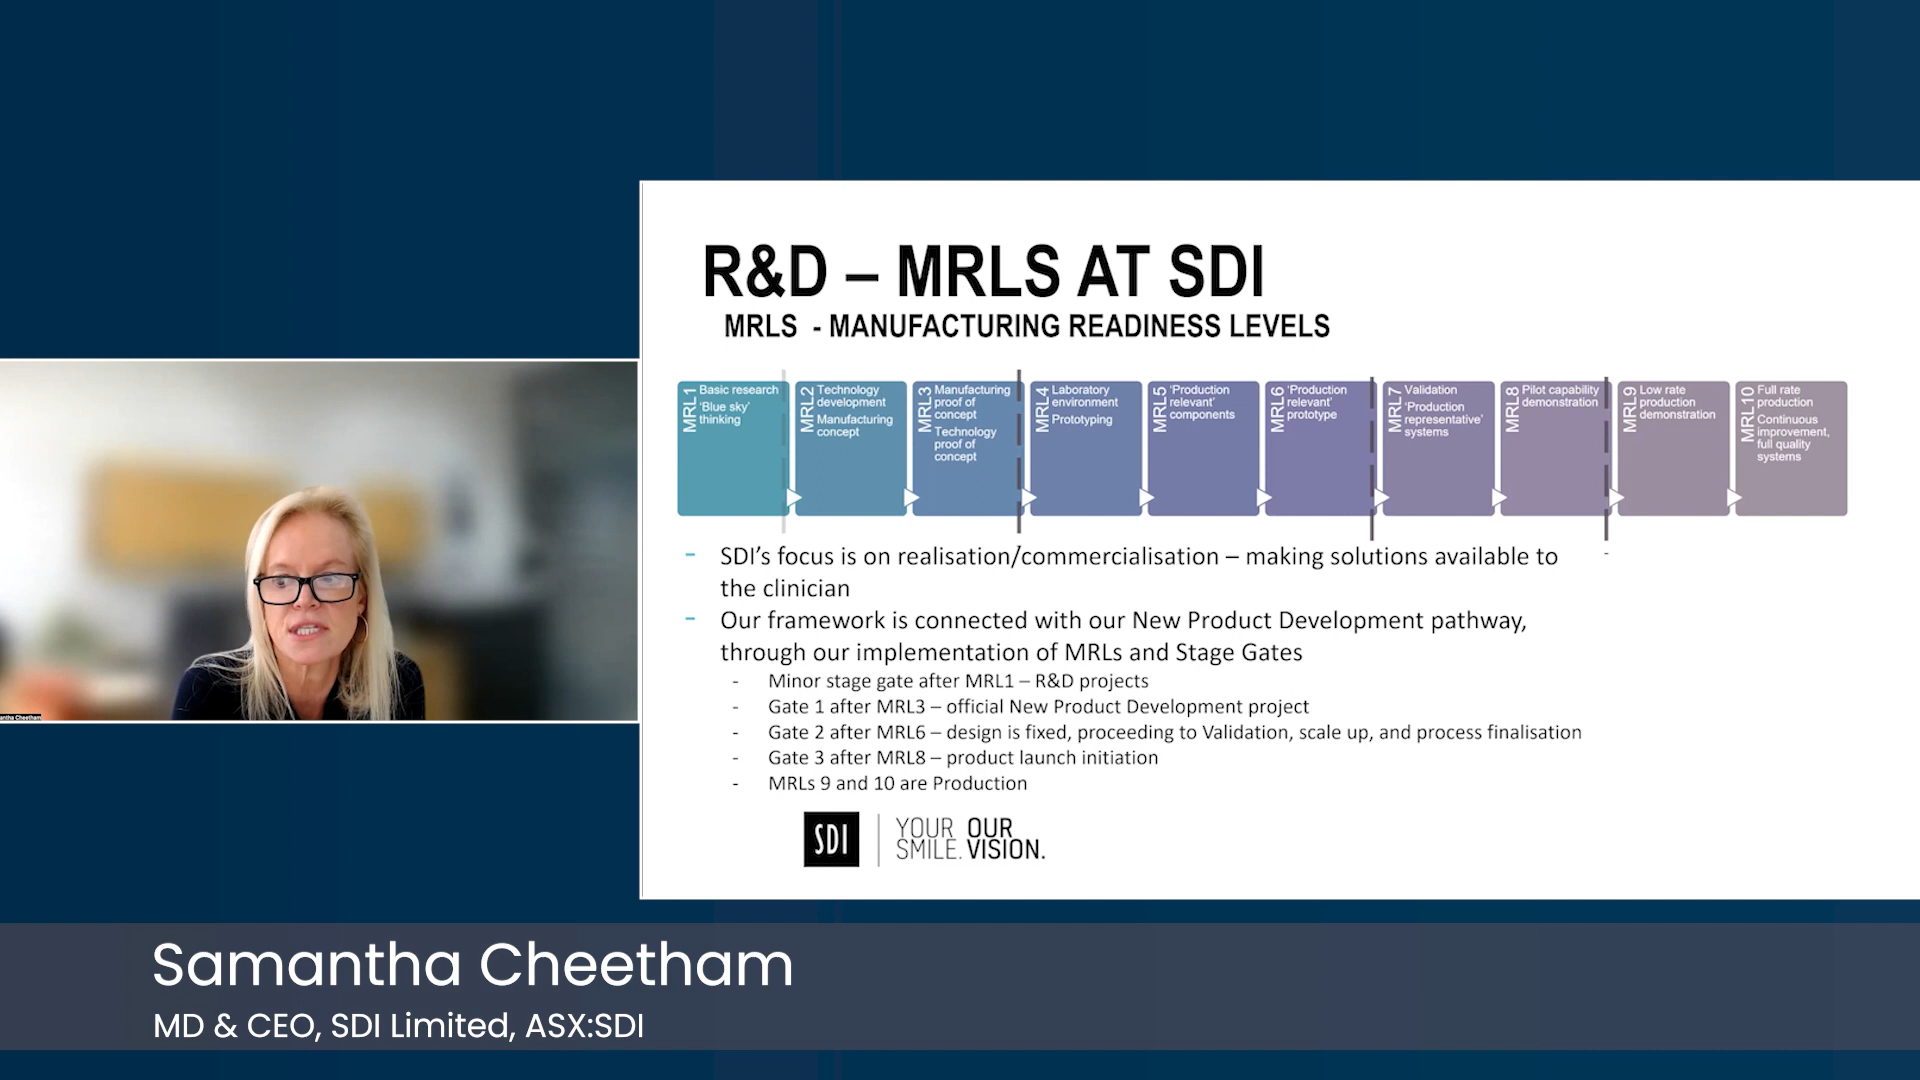 R&D – MRLS AT SDI
MRLS - MANUFACTURING READINESS LEVELS
MRL1
Basic research
'Blue sky'
thinking
MRL2
Technology
development
Manufacturing
concept
MRL3
Manufacturing
proof of
concept
Technology
proof of
concept
MRL4
Laboratory
environment
Prototyping
MRL5
'Production
relevant'
components
MRL6
'Production
relevant'
prototype
MRL7
Validation
'Production
representative'
systems
MRL8
Pilot capability
demonstration
MRL9
Low rate
production
demonstration
MRL10
Full rate
production
Continuous
improvement,
full quality
systems
- SDI's focus is on realisation/commercialisation – making solutions available to
the clinician
- Our framework is connected with our New Product Development pathway,
through our implementation of MRLs and Stage Gates
- Minor stage gate after MRL1 – R&D projects
- Gate 1 after MRL3 – official New Product Development project
- Gate 2 after MRL6 – design is fixed, proceeding to Validation, scale up, and process finalisation
- Gate 3 after MRL8 – product launch initiation
- MRLs 9 and 10 are Production
SDI
YOUR OUR
SMILE. VISION.
antha Cheetham
Samantha Cheetham
MD & CEO, SDI Limited, ASX:SDI